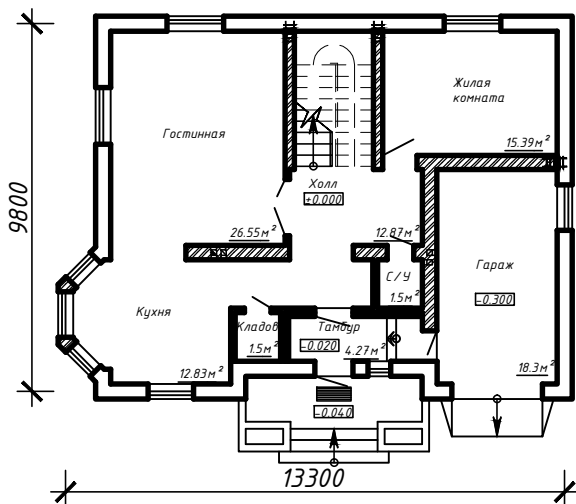 Жилая
комната
Гостинная
15.39м²
Холл
±0.000
9800
26.55м²
12.87м²
Гараж
С/У
-0.300
1.5м²
Кухня
Кладов
Тамбур
-0.020
1.5м²
4.27м²
12.83м²
18.3м²
-0.040
13300